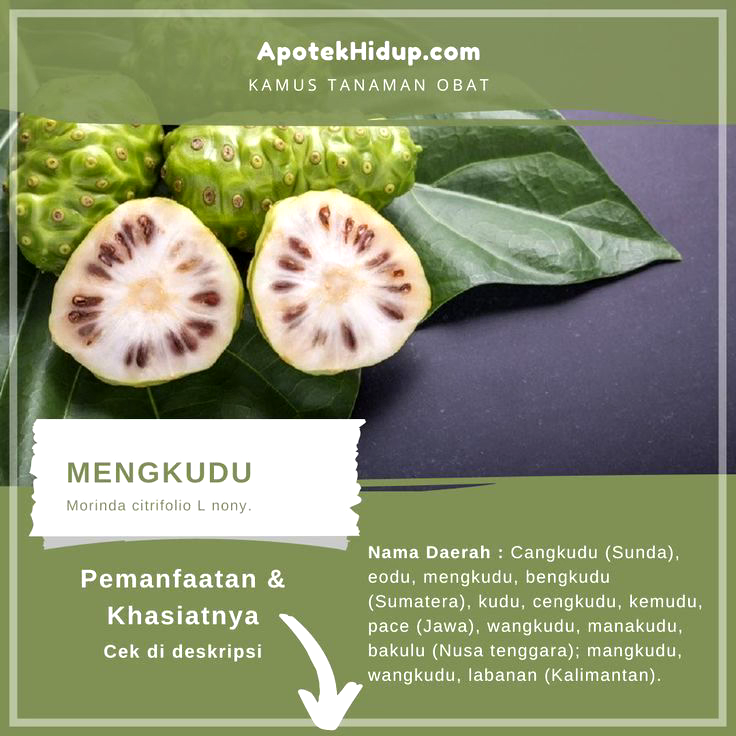 ApotekHidup.com
KAMUS TANAMAN OBAT
MENGKUDU
Morinda citrifolio L nony.
Pemanfaatan &
Khasiatnya
Cek di deskripsi
Nama Daerah : Cangkudu (Sunda),
eodu, mengkudu, bengkudu
(Sumatera), kudu, cengkudu, kemudu,
pace (Jawa), wangkudu, manakudu,
bakulu (Nusa tenggara); mangkudu,
wangkudu, labanan (Kalimantan).